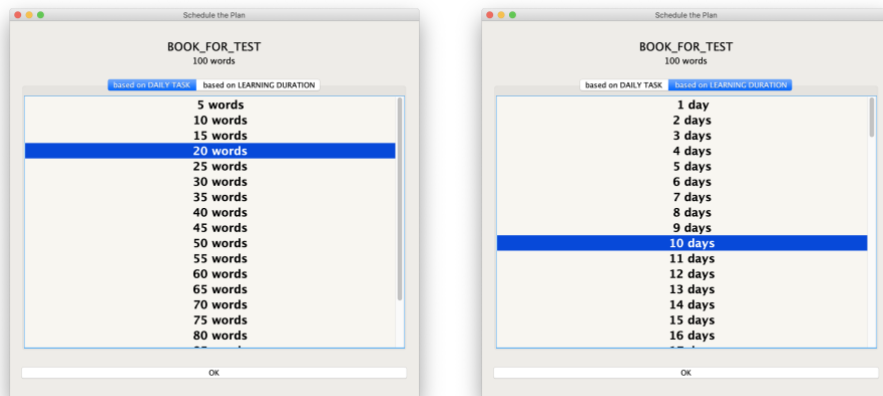 Schedule the Plan
BOOK_FOR_TEST
100 words
based on DAILY TASK based on LEARNING DURATION
5 words
10 words
15 words
20 words
25 words
30 words
35 words
40 words
45 words
50 words
55 words
60 words
65 words
70 words
75 words
80 words
OK
Schedule the Plan
BOOK_FOR_TEST
100 words
based on DAILY TASK based on LEARNING DURATION
1 day
2 days
3 days
4 days
5 days
6 days
7 days
8 days
9 days
10 days
11 days
12 days
13 days
14 days
15 days
16 days
OK